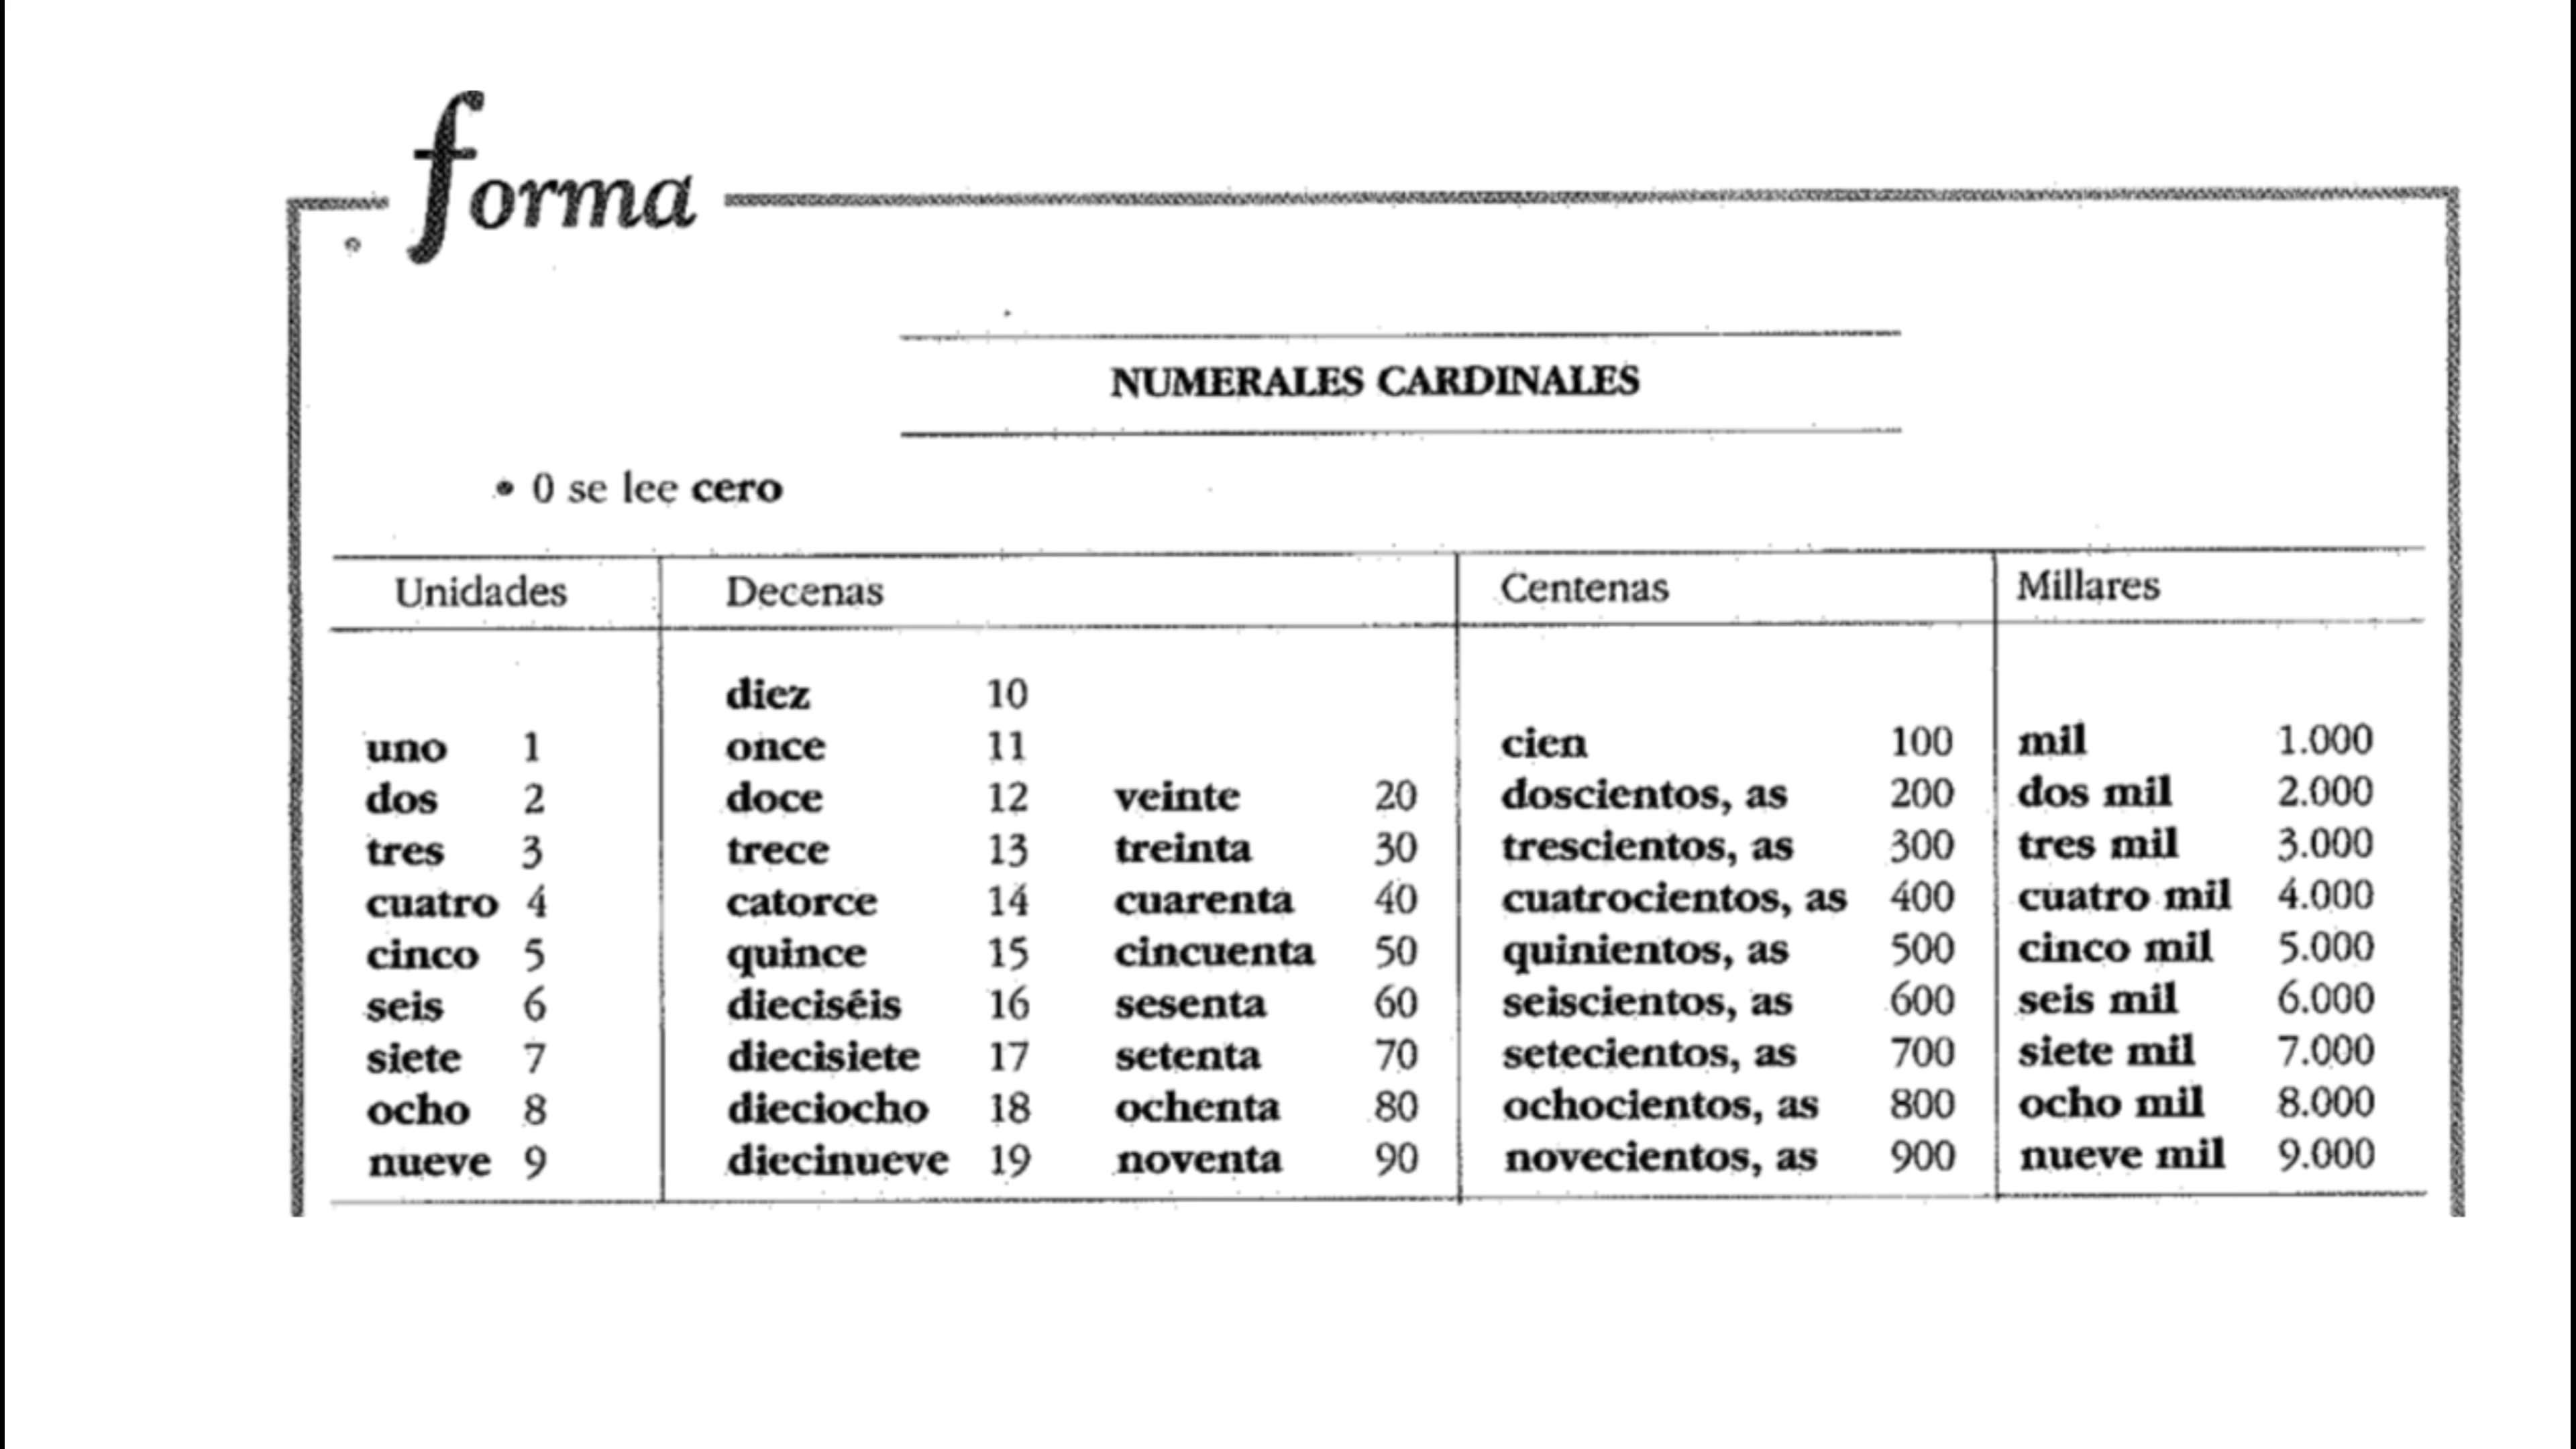 forma
NUMERALES CARDINALES
• 0 se lee cero
Unidades Decenas Centenas Millares
diez 10
uno 1 once 11 cien 100 mil 1.000
dos 2 doce 12 veinte 20 doscientos, as 200 dos mil 2.000
tres 3 trece 13 treinta 30 trescientos, as 300 tres mil 3.000
cuatro 4 catorce 14 cuarenta 40 cuatrocientos, as 400 cuatro mil 4.000
cinco 5 quince 15 cincuenta 50 quinientos, as 500 cinco mil 5.000
seis 6 dieciséis 16 sesenta 60 seiscientos, as 600 seis mil 6.000
siete 7 diecisiete 17 setenta 70 setecientos, as 700 siete mil 7.000
ocho 8 dieciocho 18 ochenta 80 ochocientos, as 800 ocho mil 8.000
nueve 9 diecinueve 19 noventa 90 novecientos, as 900 nueve mil 9.000